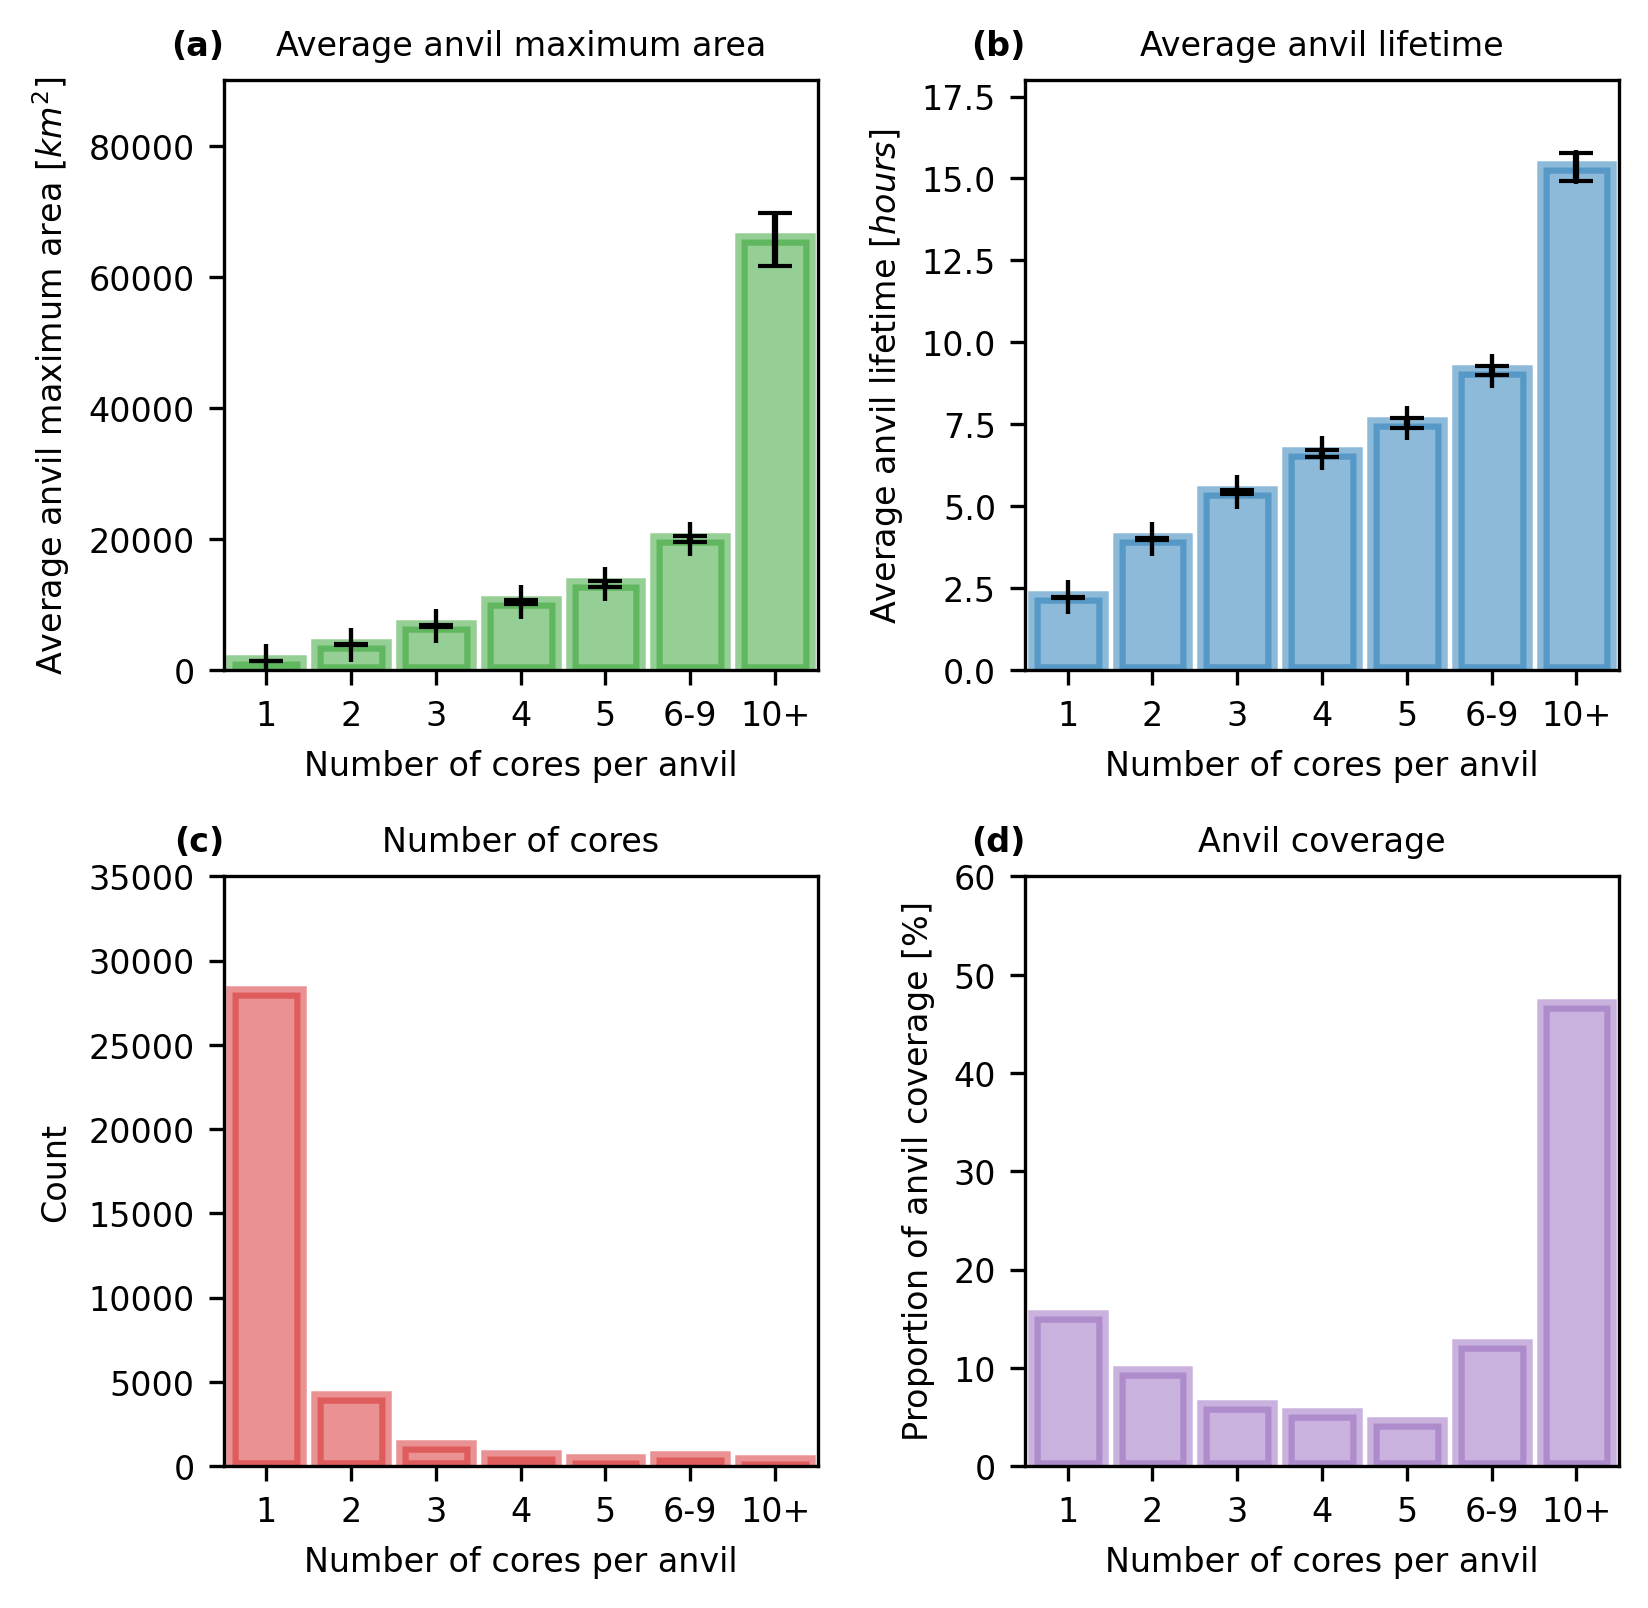 (a) Average anvil maximum area
Average anvil maximum area [km²]
80000
60000
40000
20000
0
1 2 3 4 5 6-9 10+
Number of cores per anvil
(b) Average anvil lifetime
Average anvil lifetime [hours]
17.5
15.0
12.5
10.0
7.5
5.0
2.5
0.0
1 2 3 4 5 6-9 10+
Number of cores per anvil
(c) Number of cores
Count
35000
30000
25000
20000
15000
10000
5000
0
1 2 3 4 5 6-9 10+
Number of cores per anvil
(d) Anvil coverage
Proportion of anvil coverage [%]
60
50
40
30
20
10
0
1 2 3 4 5 6-9 10+
Number of cores per anvil